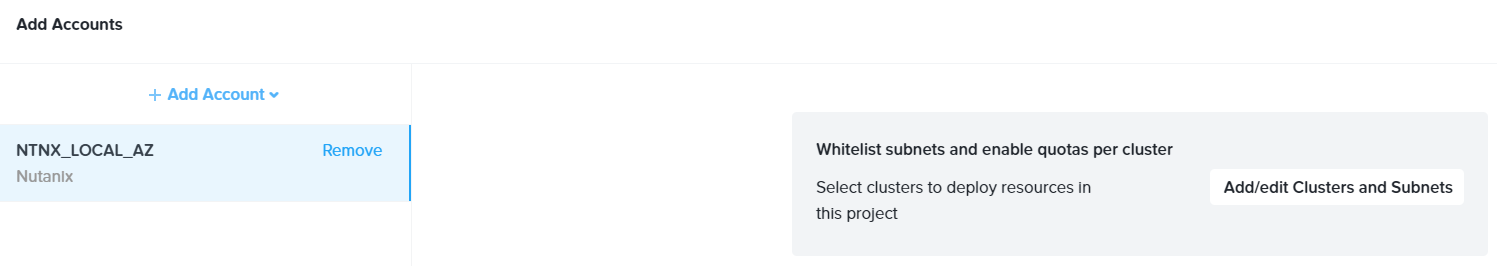 Add Accounts
+ Add Account
NTNX_LOCAL_AZ
Remove
Nutanix
Whitelist subnets and enable quotas per cluster
Select clusters to deploy resources in
this project
Add/edit Clusters and Subnets